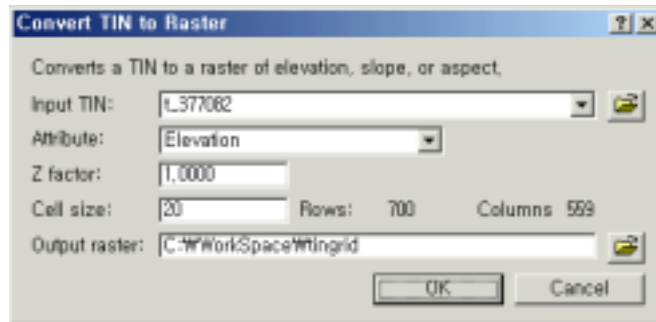 Convert TIN to Raster
Converts a TIN to a raster of elevation, slope, or aspect,
Input TIN: t_377082
Attribute: Elevation
Z factor: 1,0000
Cell size: 20 Rows: 700 Columns 559
Output raster: C:₩WorkSpace₩tingrid
OK Cancel